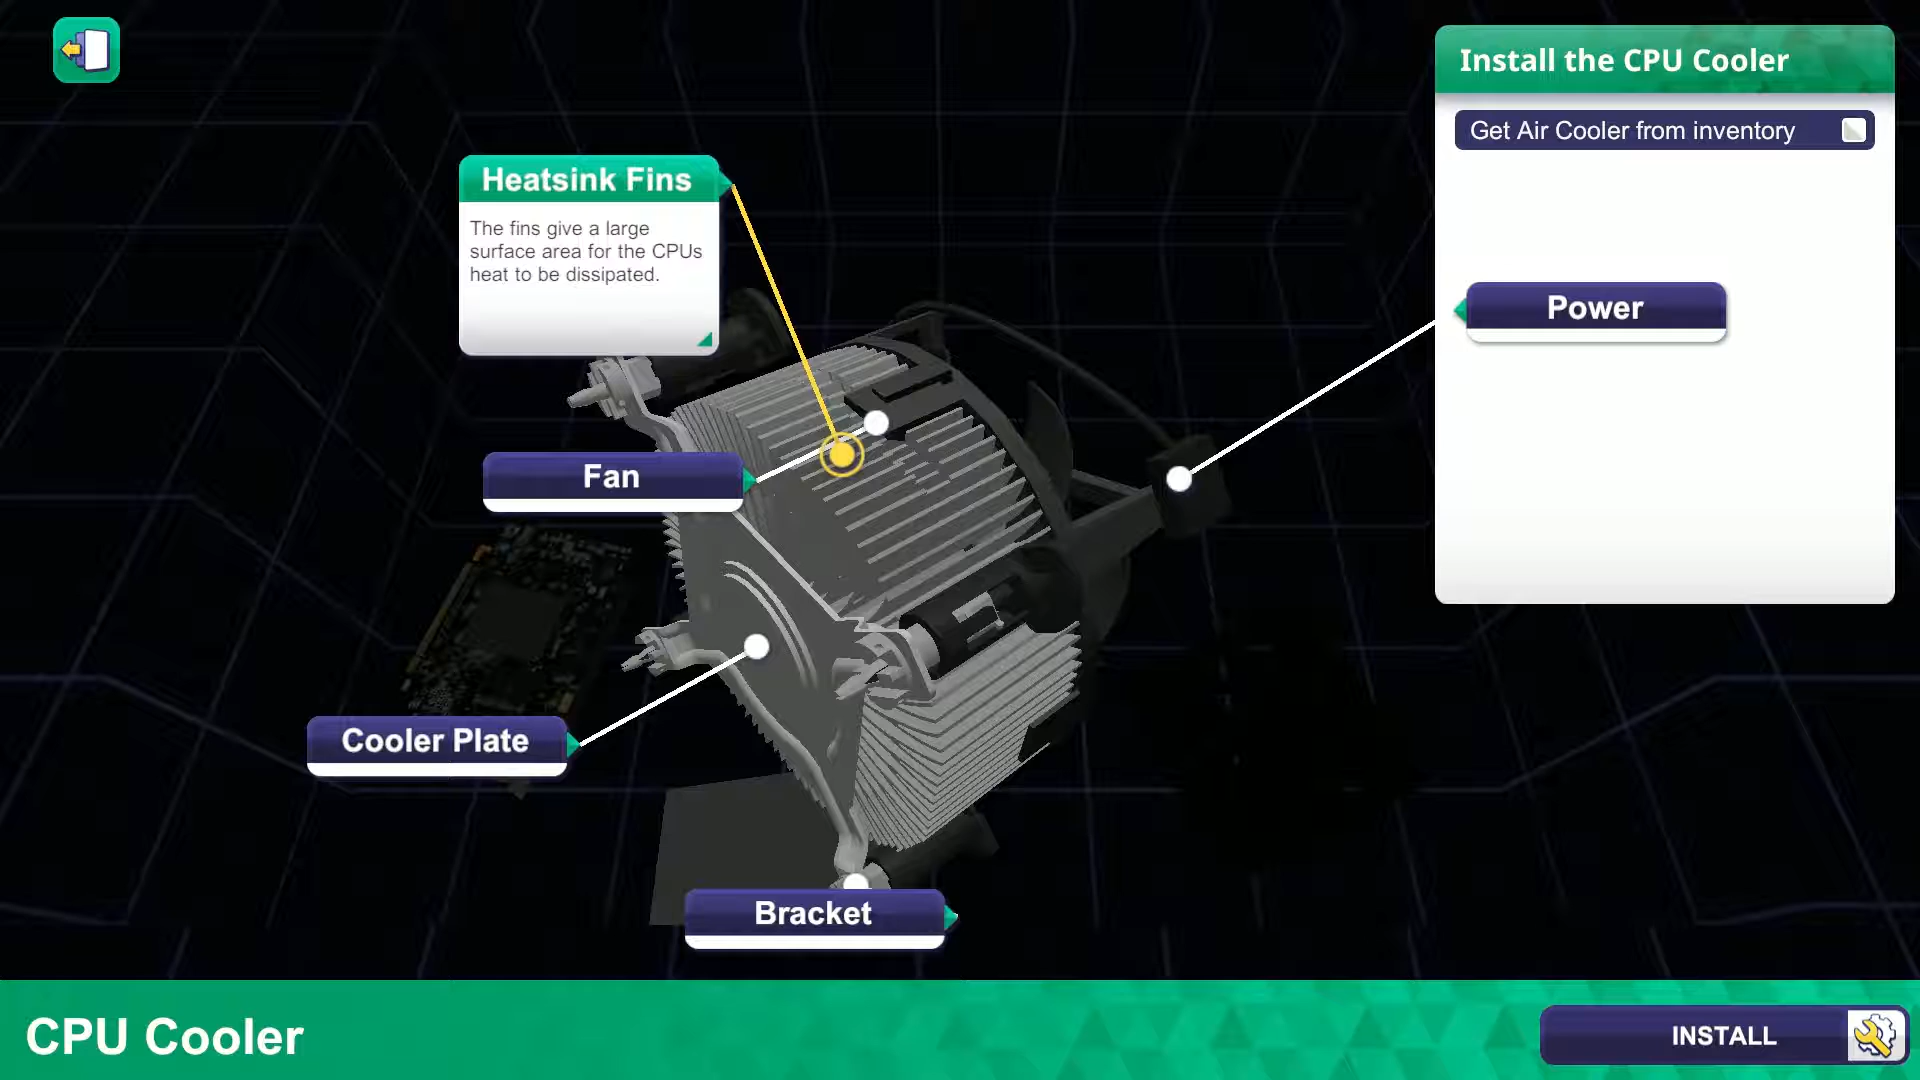 Install the CPU Cooler
Get Air Cooler from inventory
Heatsink Fins
The fins give a large
surface area for the CPUs
heat to be dissipated.
Power
Fan
Cooler Plate
Bracket
CPU Cooler
INSTALL